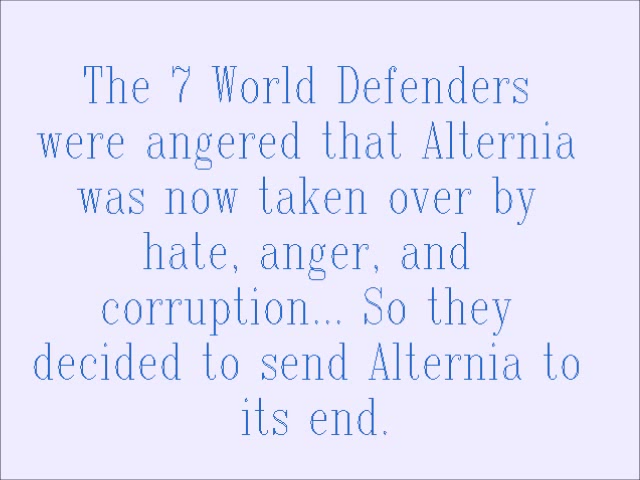 The 7 World Defenders
were angered that Alternia
was now taken over by
hate, anger, and
corruption... So they
decided to send Alternia to
its end.